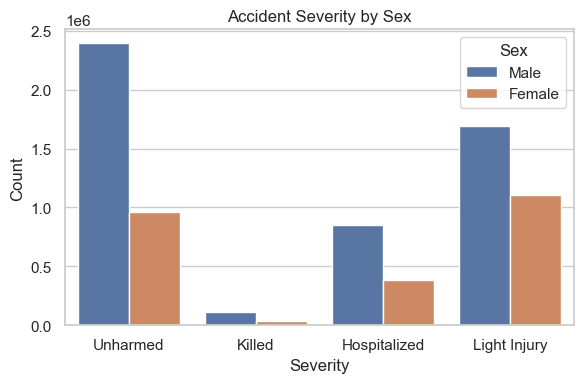 Accident Severity by Sex
1e6
2.5
2.0
1.5
1.0
0.5
0.0
Count
Sex
Male
Female
Unharmed
Killed
Hospitalized
Light Injury
Severity